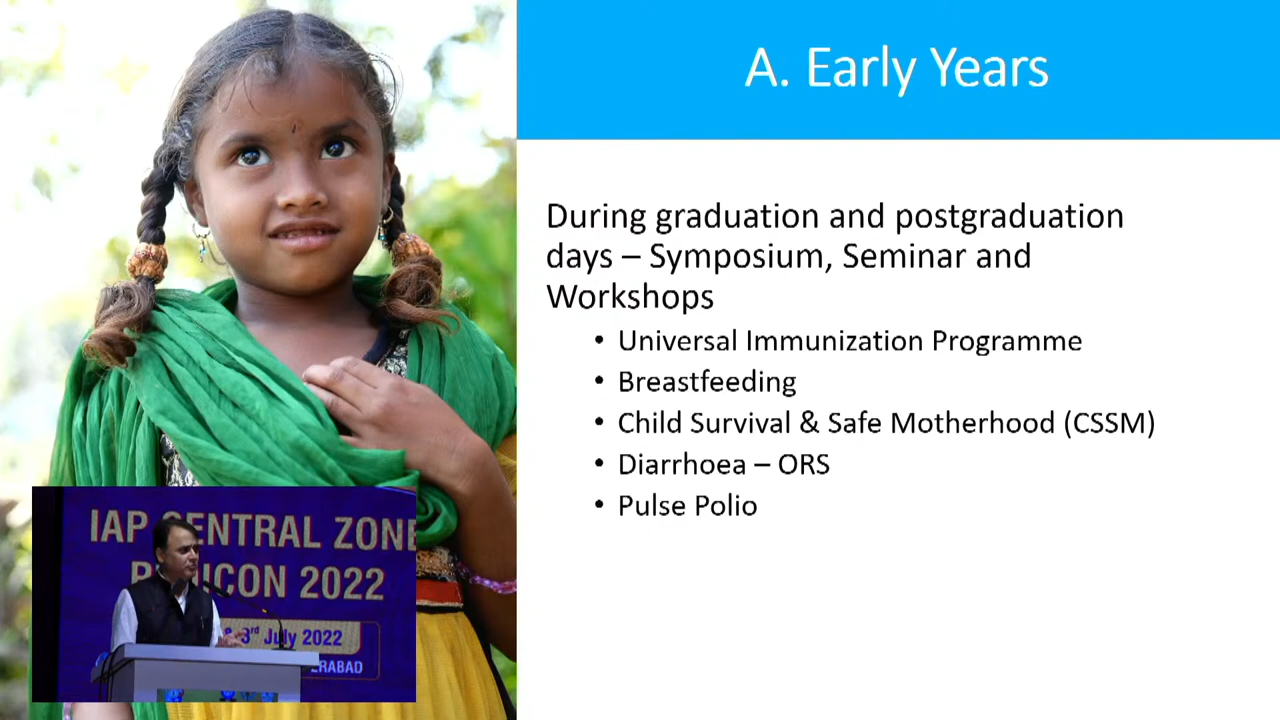 A. Early Years
During graduation and postgraduation
days – Symposium, Seminar and
Workshops
• Universal Immunization Programme
• Breastfeeding
• Child Survival & Safe Motherhood (CSSM)
• Diarrhoea – ORS
• Pulse Polio
IAP CENTRAL ZONE
2022
& 3rd July 2022